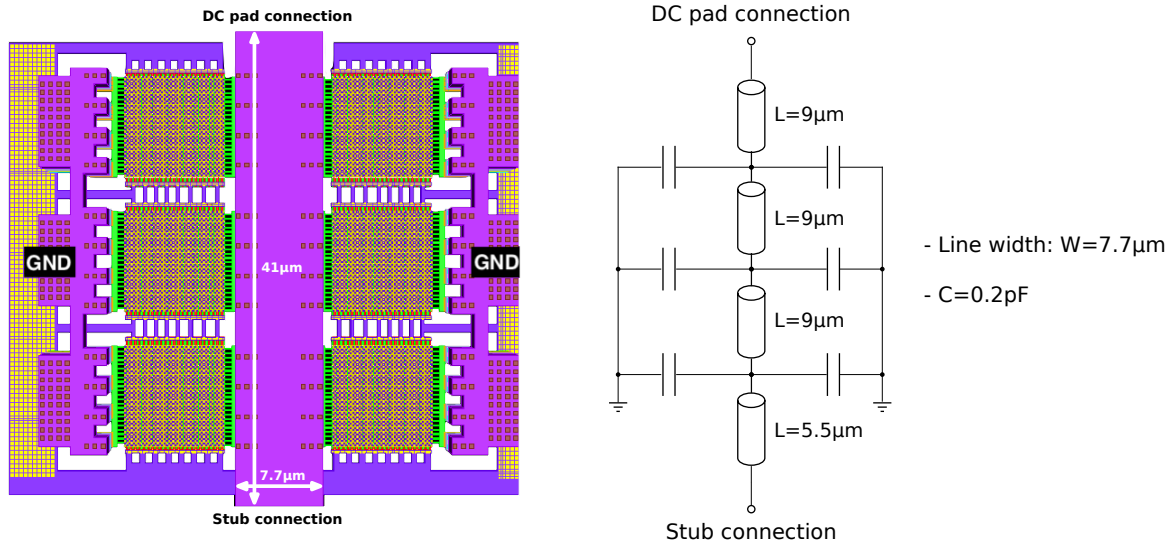 DC pad connection
GND
41µm
GND
7.7µm
Stub connection
DC pad connection
L=9µm
L=9µm
L=9µm
L=5.5µm
Stub connection
- Line width: W=7.7µm
- C=0.2pF